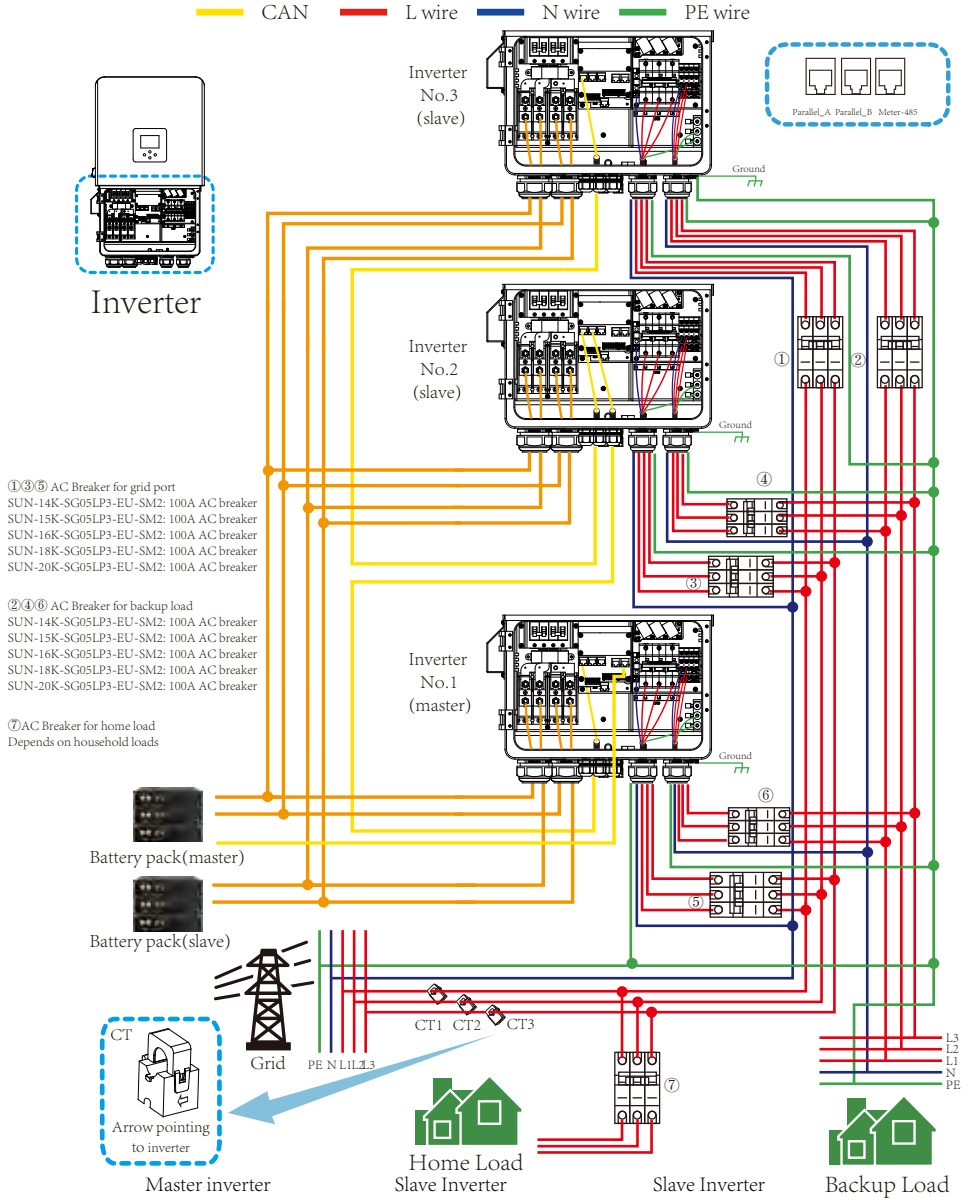 CAN L wire N wire PE wire
Inverter
No.3
(slave)
Parallel_A Parallel_B Meter-485
Ground
Inverter
Inverter
No.2
(slave)
①
②
Ground
④
①③⑤ AC Breaker for grid port
SUN-14K-SG05LP3-EU-SM2: 100A AC breaker
SUN-15K-SG05LP3-EU-SM2: 100A AC breaker
SUN-16K-SG05LP3-EU-SM2: 100A AC breaker
SUN-18K-SG05LP3-EU-SM2: 100A AC breaker
SUN-20K-SG05LP3-EU-SM2: 100A AC breaker
③
②④⑥ AC Breaker for backup load
SUN-14K-SG05LP3-EU-SM2: 100A AC breaker
SUN-15K-SG05LP3-EU-SM2: 100A AC breaker
SUN-16K-SG05LP3-EU-SM2: 100A AC breaker
SUN-18K-SG05LP3-EU-SM2: 100A AC breaker
SUN-20K-SG05LP3-EU-SM2: 100A AC breaker
Inverter
No.1
(master)
⑦AC Breaker for home load
Depends on household loads
Ground
⑥
Battery pack(master)
⑤
Battery pack(slave)
CT1 CT2 CT3
CT
Grid
PE N L1 L2 L3
⑦
L3
L2
L1
N
PE
Arrow pointing
to inverter
Home Load
Master inverter Slave Inverter Slave Inverter Backup Load